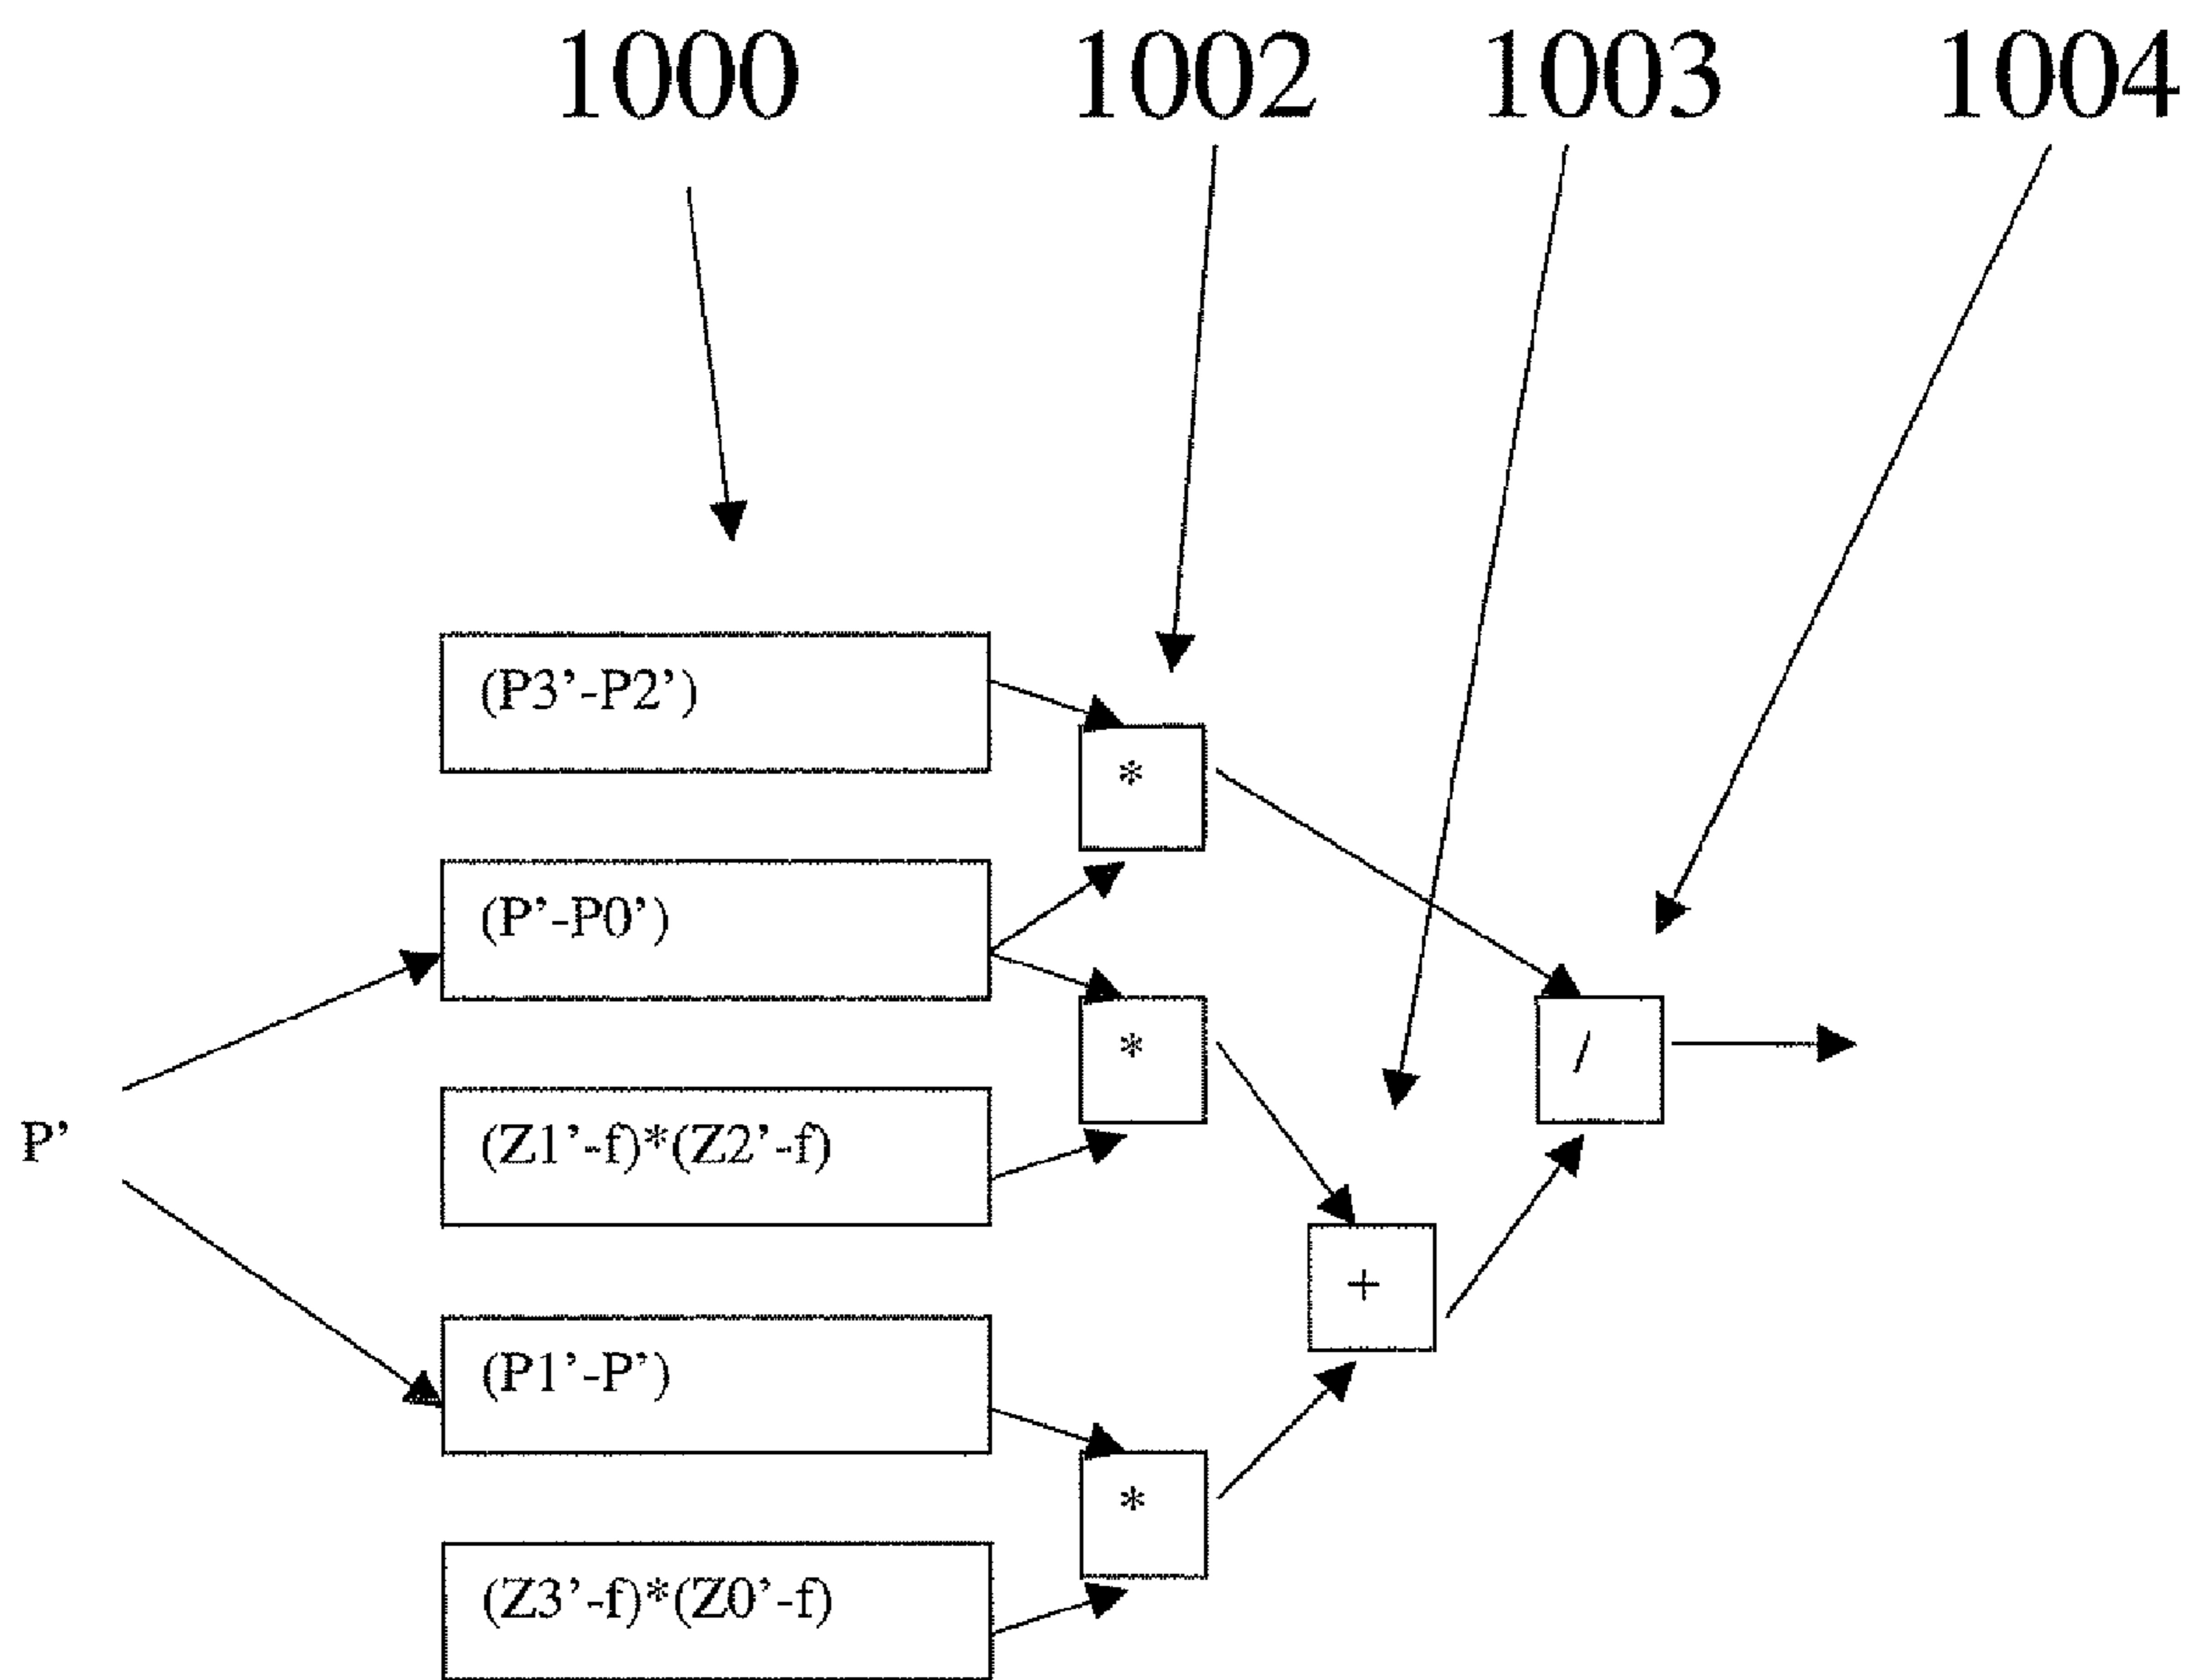 1000 1002 1003 1004
(P3’-P2’)
*
(P’-P0’)
*
/
P’
(Z1’-f)*(Z2’-f)
+
(P1’-P’)
*
(Z3’-f)*(Z0’-f)